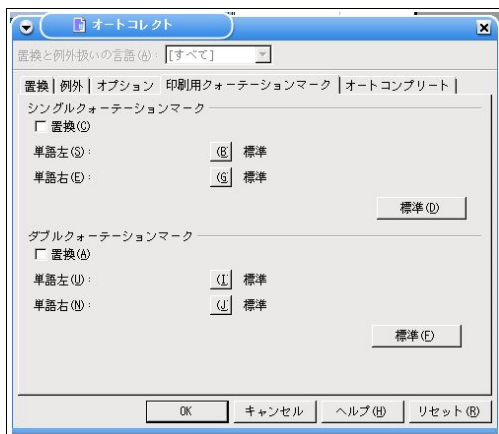 オートコレクト
置換と例外扱いの言語(A): [すべて]
置換 例外 オプション 印刷用クォーテーションマーク オートコンプリート
シングルクォーテーションマーク
置換(C)
単語左(S): (B 標準
単語右(E): (G 標準
標準(D)
ダブルクォーテーションマーク
置換(A)
単語左(U): (I 標準
単語右(N): (J 標準
標準(F)
OK キャンセル ヘルプ(H) リセット(R)